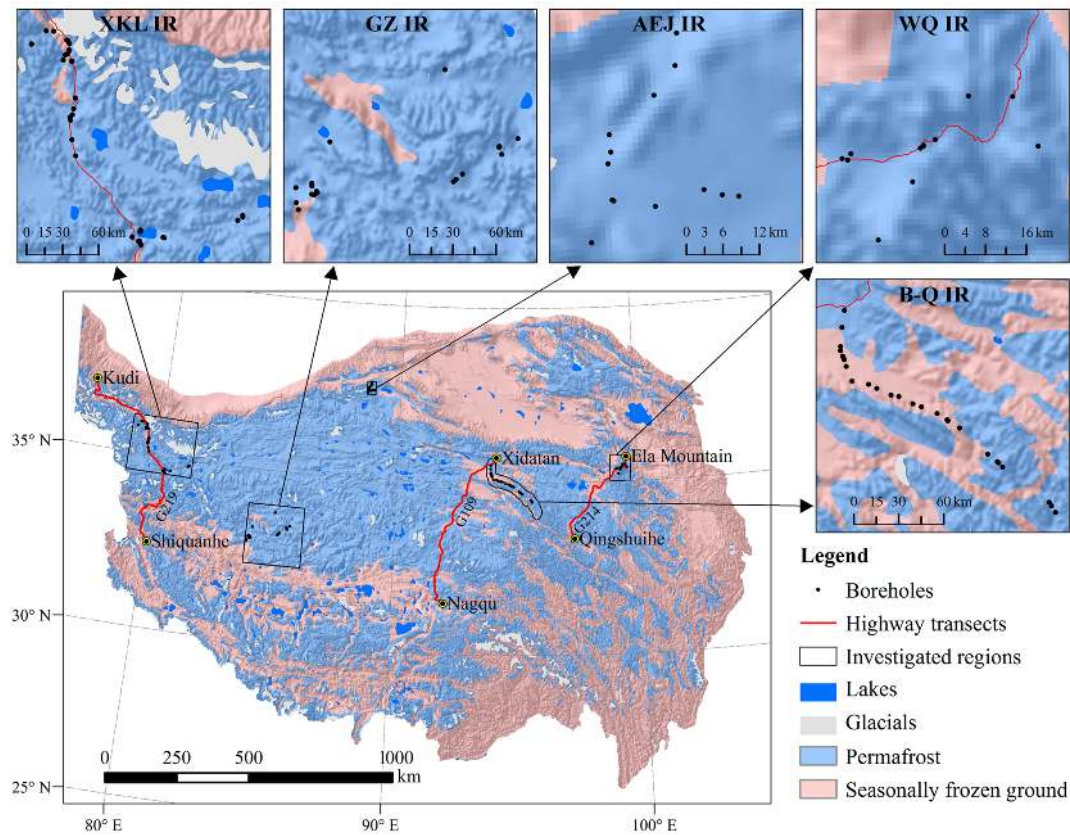 XKL IR
GZ IR
AEJ IR
WQ IR
0 15 30 60 km
0 15 30 60 km
0 3 6 12 km
0 4 8 16 km
B-Q IR
0 15 30 60 km
Kudi
35° N
Xidatan
Ela Mountain
G219
G109
G214
Shiquanhe
Qingshuihe
30° N
Nagqu
0 250 500 1000
km
25° N
80° E
90° E
100° E
Legend
Boreholes
Highway transects
Investigated regions
Lakes
Glacials
Permafrost
Seasonally frozen ground